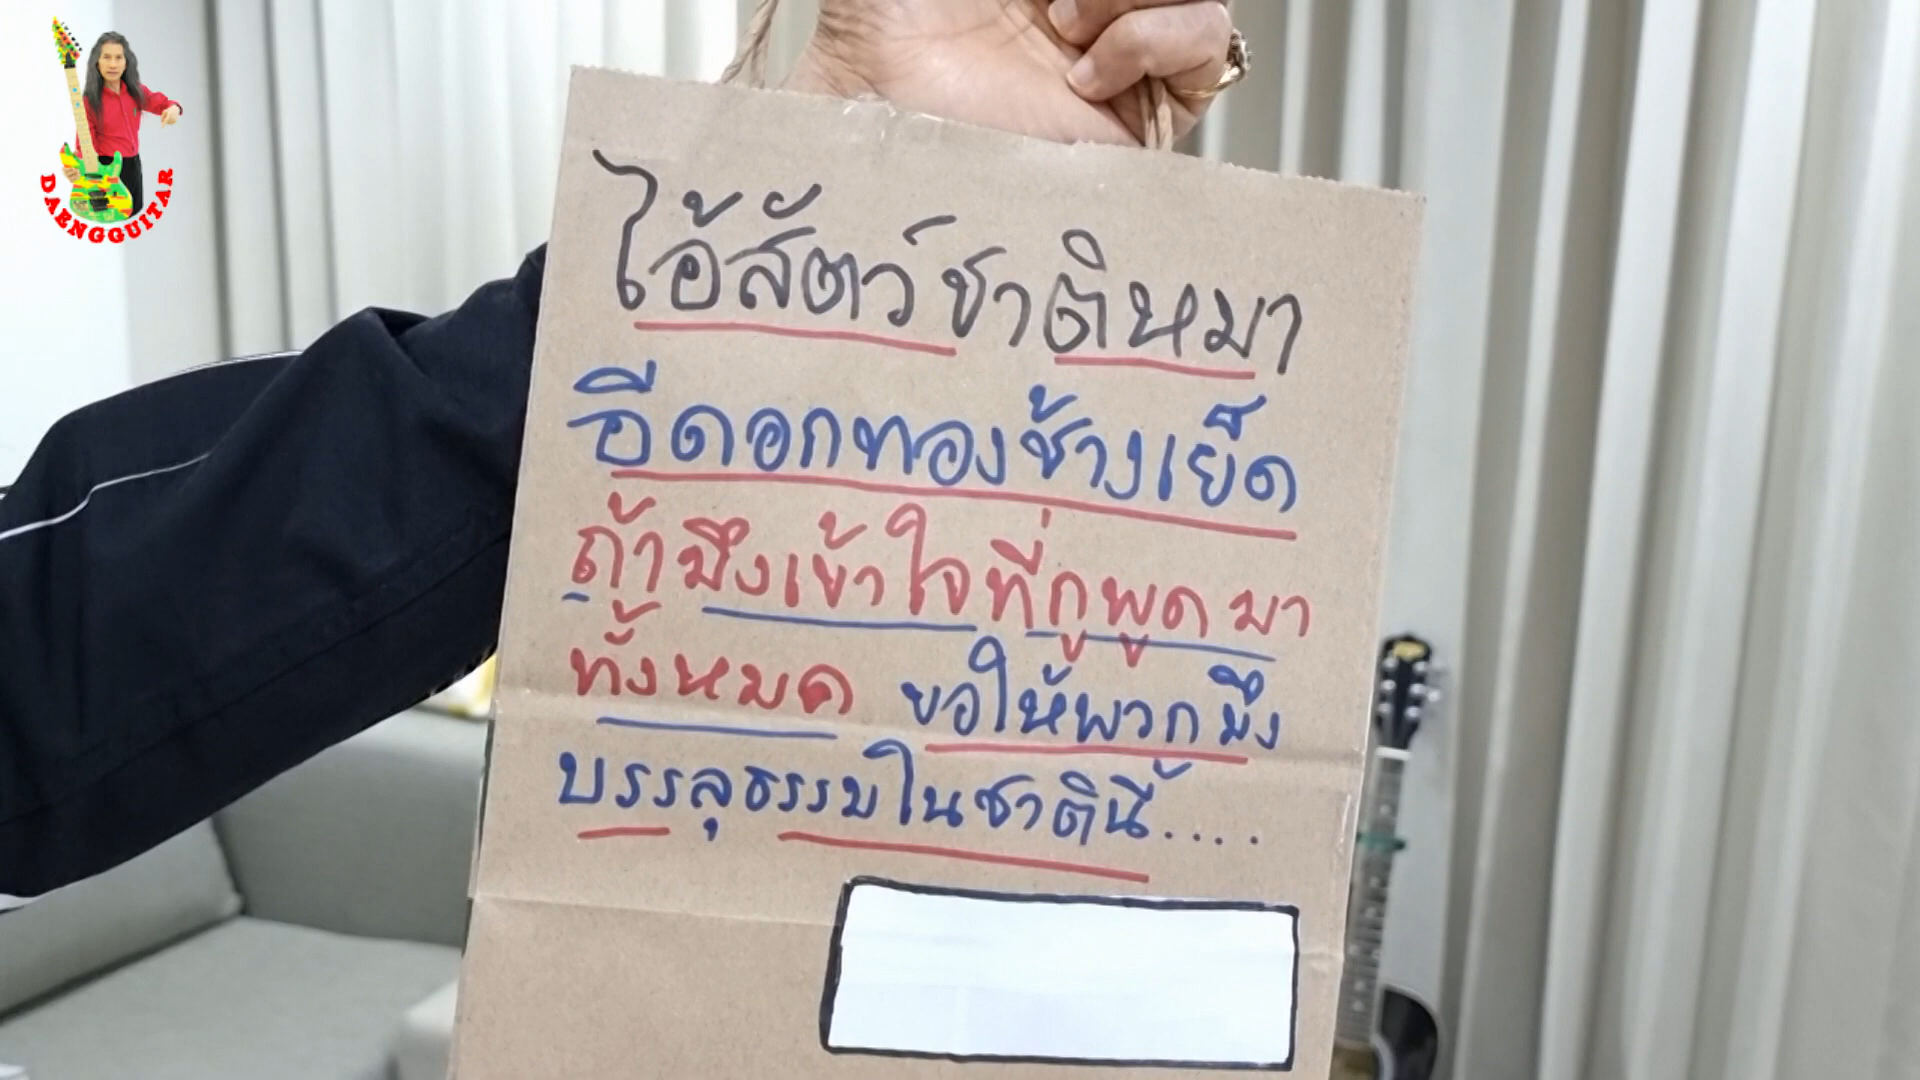 DAENGGUITAR
ไอ้สัตว์ชาติหมา
อีดอกทองช้างเย็ด
ถ้ามึงเข้าใจที่กูพูดมา
ทั้งหมด ขอให้พวกมึง
บรรลุธรรมในชาตินี้....